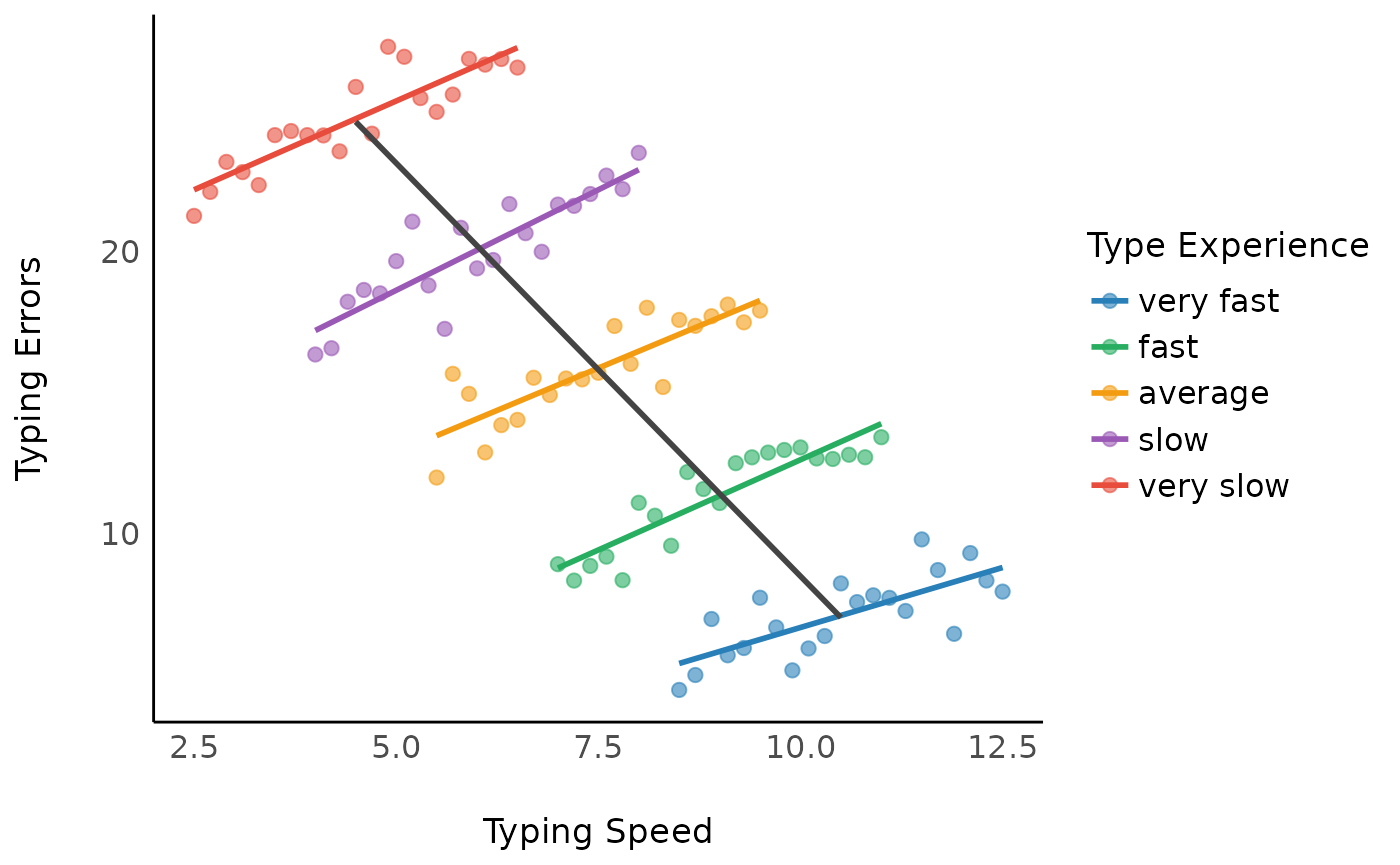 Typing Errors
20
10
2.5 5.0 7.5 10.0 12.5
Typing Speed
Type Experience
very fast
fast
average
slow
very slow